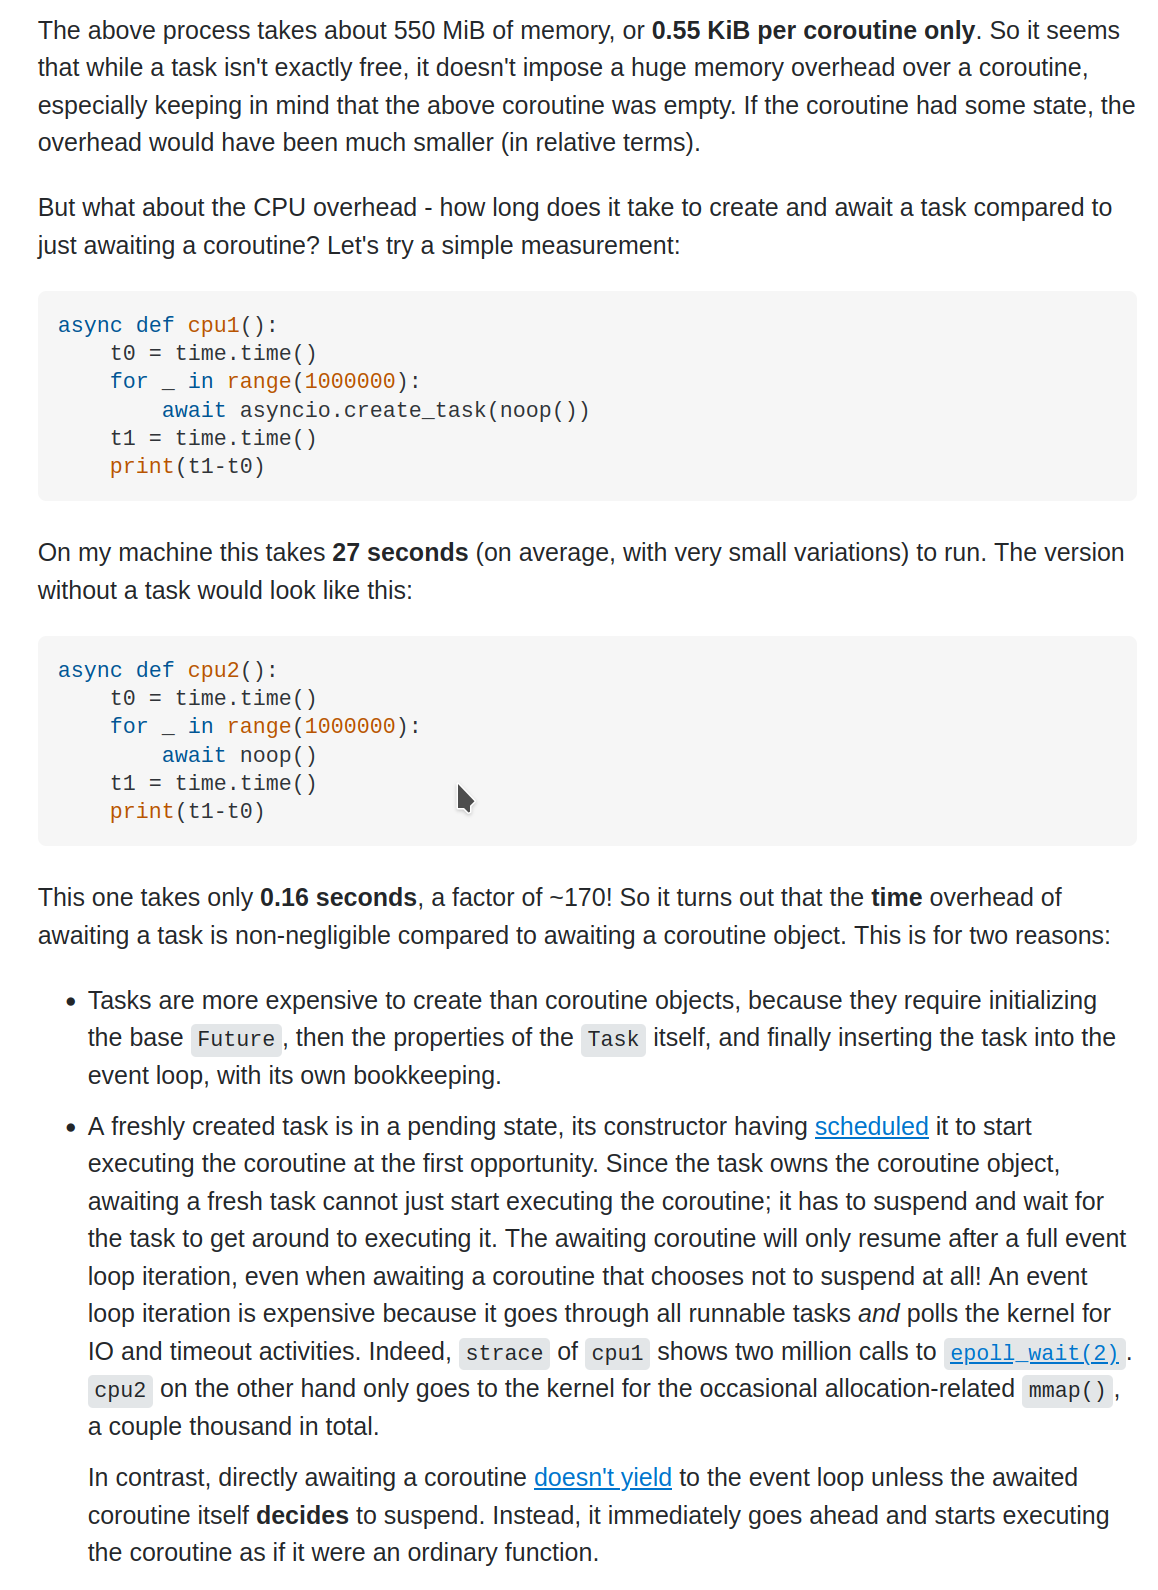 The above process takes about 550 MiB of memory, or 0.55 KiB per coroutine only. So it seems
that while a task isn't exactly free, it doesn't impose a huge memory overhead over a coroutine,
especially keeping in mind that the above coroutine was empty. If the coroutine had some state, the
overhead would have been much smaller (in relative terms).
But what about the CPU overhead - how long does it take to create and await a task compared to
just awaiting a coroutine? Let's try a simple measurement:
async def cpu1():
    t0 = time.time()
    for _ in range(1000000):
        await asyncio.create_task(noop())
    t1 = time.time()
    print(t1-t0)
On my machine this takes 27 seconds (on average, with very small variations) to run. The version
without a task would look like this:
async def cpu2():
    t0 = time.time()
    for _ in range(1000000):
        await noop()
    t1 = time.time()
    print(t1-t0)
This one takes only 0.16 seconds, a factor of ~170! So it turns out that the time overhead of
awaiting a task is non-negligible compared to awaiting a coroutine object. This is for two reasons:
• Tasks are more expensive to create than coroutine objects, because they require initializing
the base Future, then the properties of the Task itself, and finally inserting the task into the
event loop, with its own bookkeeping.
• A freshly created task is in a pending state, its constructor having scheduled it to start
executing the coroutine at the first opportunity. Since the task owns the coroutine object,
awaiting a fresh task cannot just start executing the coroutine; it has to suspend and wait for
the task to get around to executing it. The awaiting coroutine will only resume after a full event
loop iteration, even when awaiting a coroutine that chooses not to suspend at all! An event
loop iteration is expensive because it goes through all runnable tasks and polls the kernel for
IO and timeout activities. Indeed, strace of cpu1 shows two million calls to epoll_wait(2).
cpu2 on the other hand only goes to the kernel for the occasional allocation-related mmap(),
a couple thousand in total.
In contrast, directly awaiting a coroutine doesn't yield to the event loop unless the awaited
coroutine itself decides to suspend. Instead, it immediately goes ahead and starts executing
the coroutine as if it were an ordinary function.